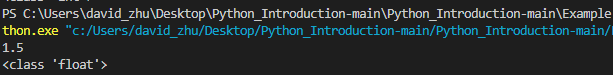 PS C:\Users\david_zhu\Desktop\Python_Introduction-main\Python_Introduction-main\Example
thon.exe "c:/Users/david_zhu/Desktop/Python_Introduction-main/Python_Introduction-main/
1.5
<class 'float'>